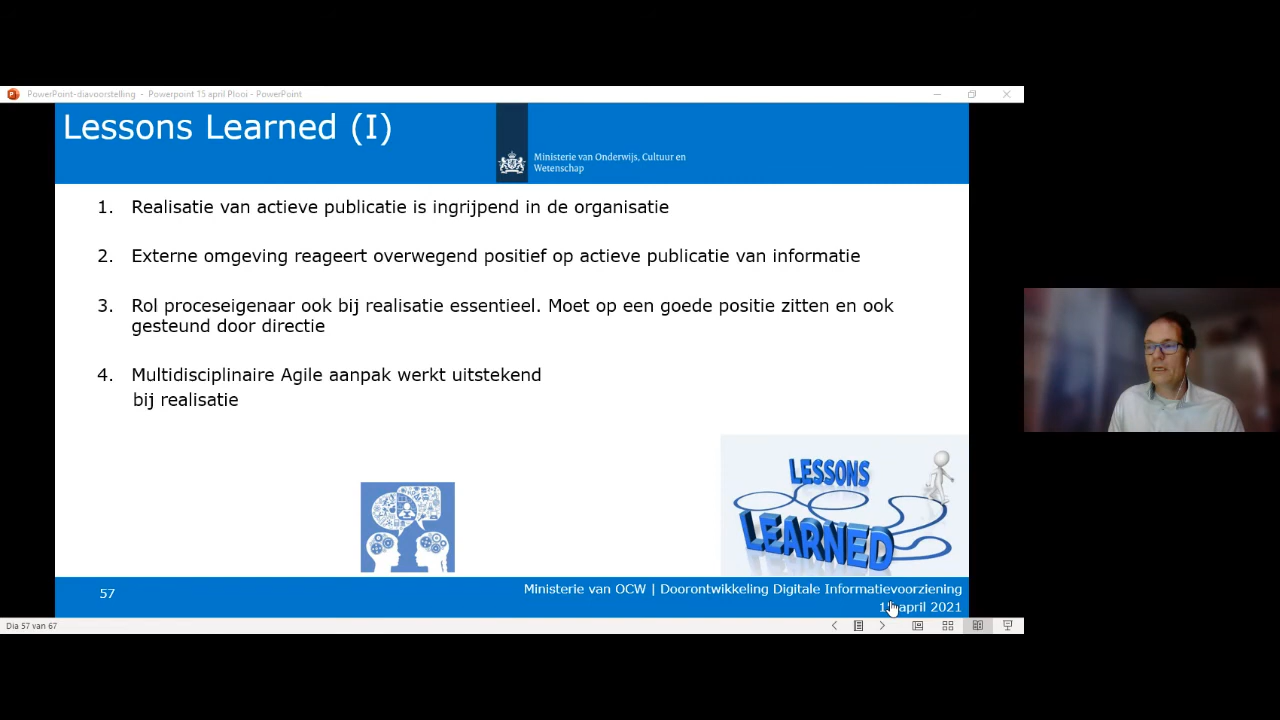 PowerPoint-diavoorstelling - Powerpoint 15 april Plooi - PowerPoint
Lessons Learned (I)
Ministerie van Onderwijs, Cultuur en
Wetenschap
1. Realisatie van actieve publicatie is ingrijpend in de organisatie
2. Externe omgeving reageert overwegend positief op actieve publicatie van informatie
3. Rol proceseigenaar ook bij realisatie essentieel. Moet op een goede positie zitten en ook
gesteund door directie
4. Multidisciplinaire Agile aanpak werkt uitstekend
bij realisatie
LESSONS
LEARNED
57
Ministerie van OCW | Doorontwikkeling Digitale Informatievoorziening
april 2021
Dia 57 van 67